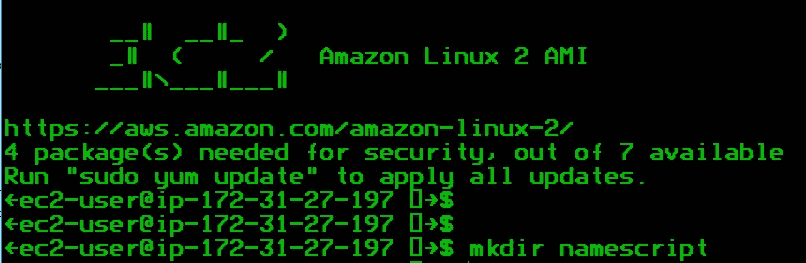 __‖  __‖_  )
_‖  (     /   Amazon Linux 2 AMI
___‖\___‖___‖
https://aws.amazon.com/amazon-linux-2/
4 package(s) needed for security, out of 7 available
Run "sudo yum update" to apply all updates.
←ec2-user@ip-172-31-27-197 ▯→$
←ec2-user@ip-172-31-27-197 ▯→$
←ec2-user@ip-172-31-27-197 ▯→$ mkdir namescript